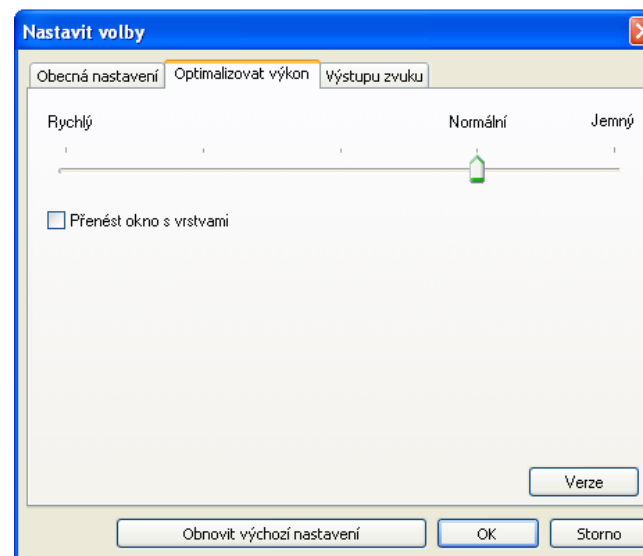 Nastavit volby
Obecná nastavení Optimalizovat výkon Výstupu zvuku
Rychlý Normální Jemný
Přenést okno s vrstvami
Verze
Obnovit výchozí nastavení OK Storno